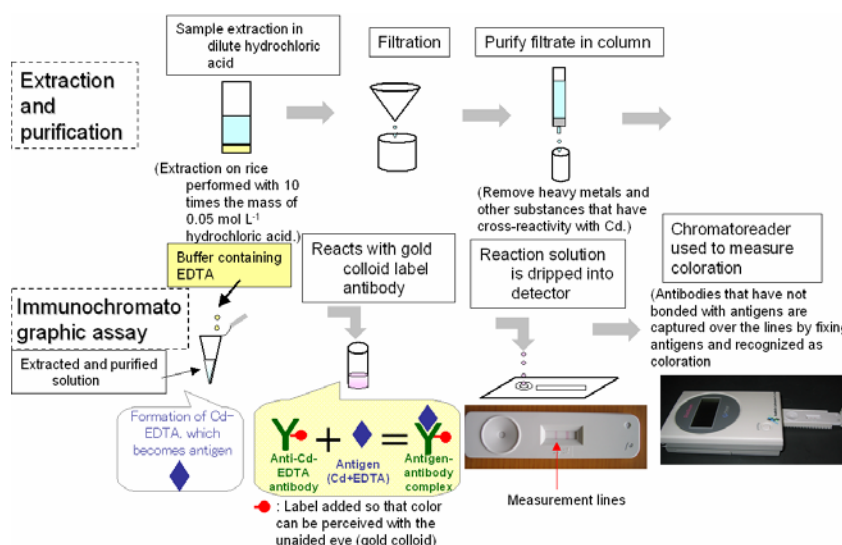 Sample extraction in
dilute hydrochloric
acid
Filtration
Purify filtrate in column
Extraction
and
purification
(Extraction on rice
performed with 10
times the mass of
0.05 mol L⁻¹
hydrochloric acid.)
(Remove heavy metals and
other substances that have
cross-reactivity with Cd.)
Buffer containing
EDTA
Reacts with gold
colloid label
antibody
Reaction solution
is dripped into
detector
Chromatoreader
used to measure
coloration
(Antibodies that have not
bonded with antigens are
captured over the lines by fixing
antigens and recognized as
coloration
Immunochromato
graphic assay
Extracted and purified
solution
Formation of Cd-
EDTA, which
becomes antigen
Anti-Cd-
EDTA
antibody
+
Antigen
(Cd+EDTA)
=
Antigen-
antibody
complex
: Label added so that color
can be perceived with the
unaided eye (gold colloid)
Measurement lines